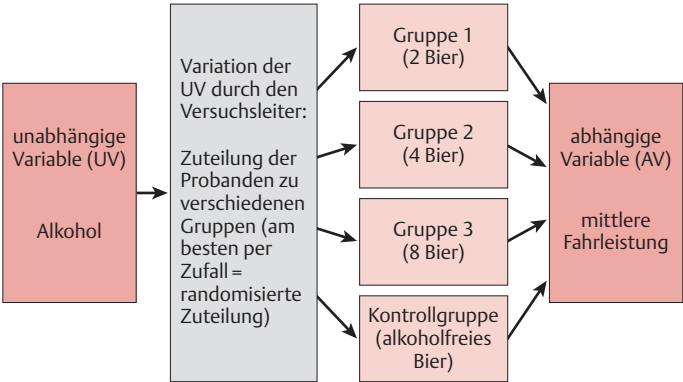 unabhängige
Variable (UV)
Alkohol
Variation der
UV durch den
Versuchsleiter:
Zuteilung der
Probanden zu
verschiedenen
Gruppen (am
besten per
Zufall =
randomisierte
Zuteilung)
Gruppe 1
(2 Bier)
Gruppe 2
(4 Bier)
Gruppe 3
(8 Bier)
Kontrollgruppe
(alkoholfreies
Bier)
abhängige
Variable (AV)
mittlere
Fahrleistung